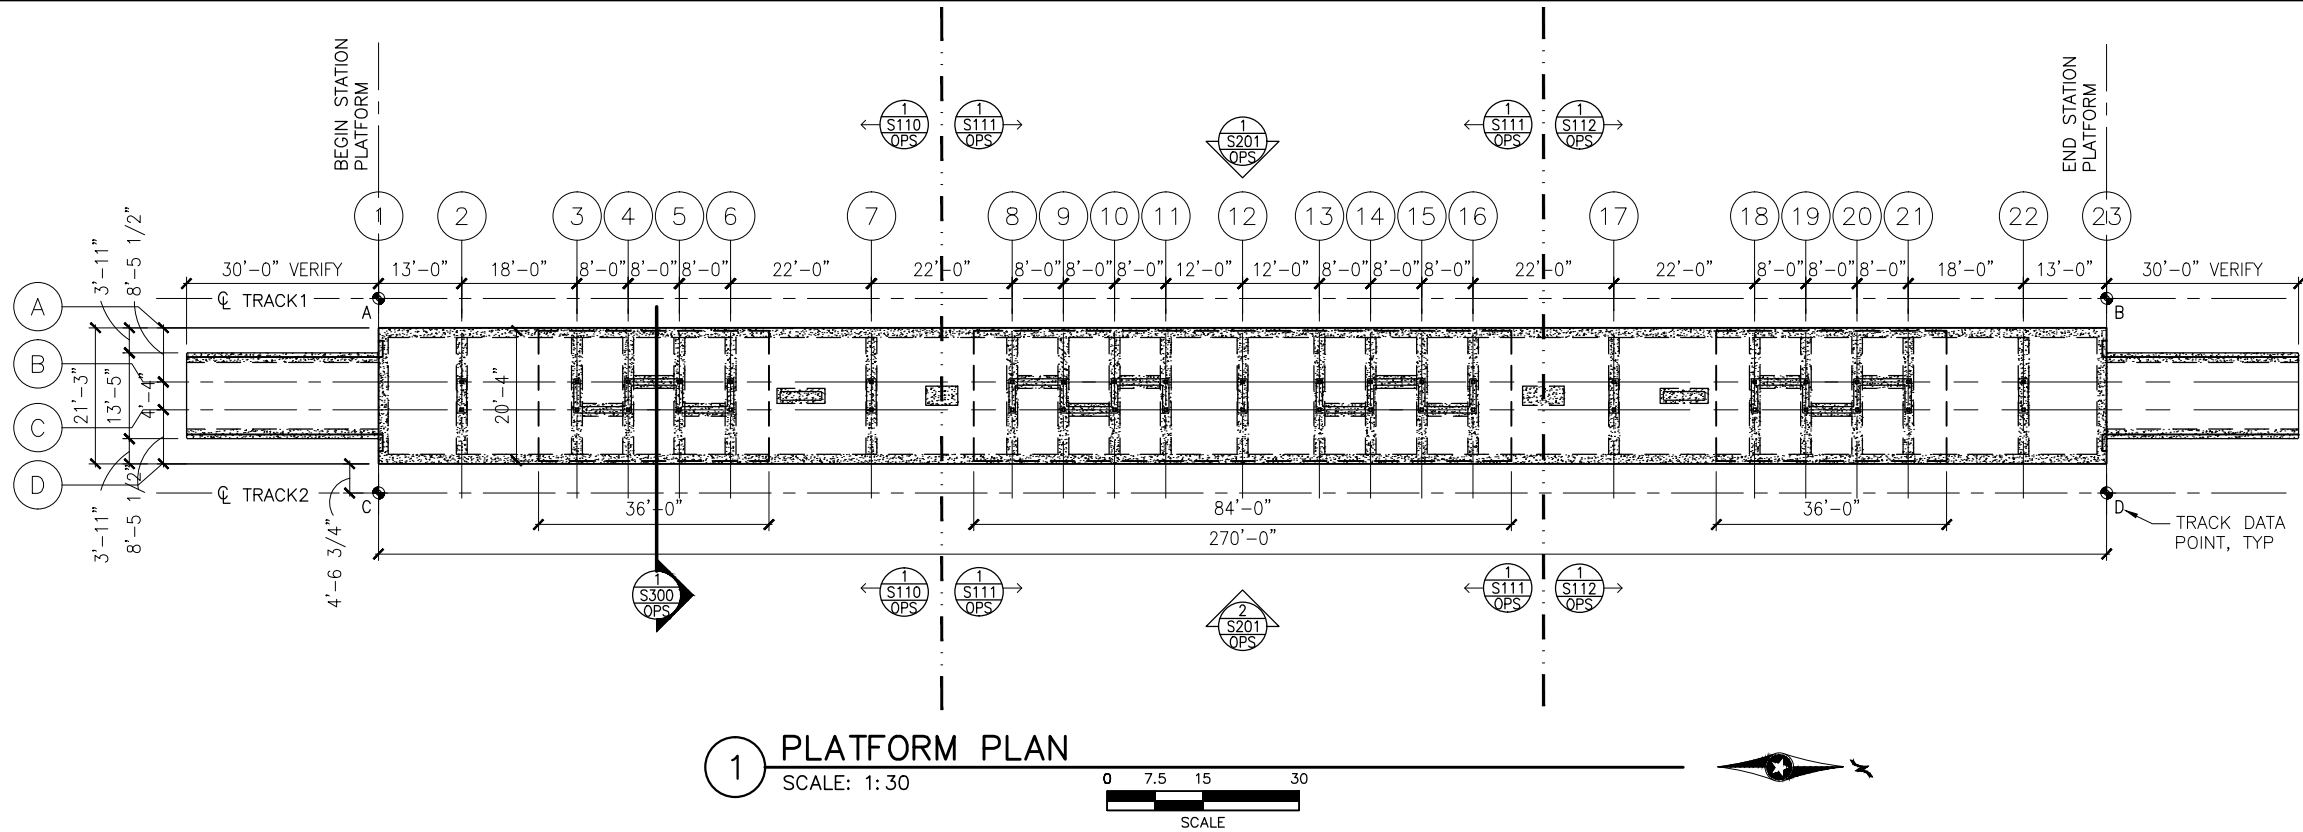 BEGIN STATION
PLATFORM
END STATION
PLATFORM
1
S110
OPS
1
S111
OPS
1
S201
OPS
1
S111
OPS
1
S112
OPS
1 2 3 4 5 6 7 8 9 10 11 12 13 14 15 16 17 18 19 20 21 22 23
30'-0" VERIFY 13'-0" 18'-0" 8'-0" 8'-0" 8'-0" 22'-0" 22'-0" 8'-0" 8'-0" 8'-0" 12'-0" 12'-0" 8'-0" 8'-0" 8'-0" 22'-0" 22'-0" 8'-0" 8'-0" 8'-0" 18'-0" 13'-0" 30'-0" VERIFY
3'-11"
8'-5 1/2"
℄ TRACK1
A
B
A
B
C
D
21'-3"
13'-5"
4'-4"
20'-4"
℄ TRACK2
C
D
3'-11"
8'-5 1/2"
4'-6 3/4"
36'-0"
84'-0"
36'-0"
270'-0"
TRACK DATA
POINT, TYP
1
S300
OPS
1
S110
OPS
1
S111
OPS
2
S201
OPS
1
S111
OPS
1
S112
OPS
1
PLATFORM PLAN
SCALE: 1:30
0 7.5 15 30
SCALE
N